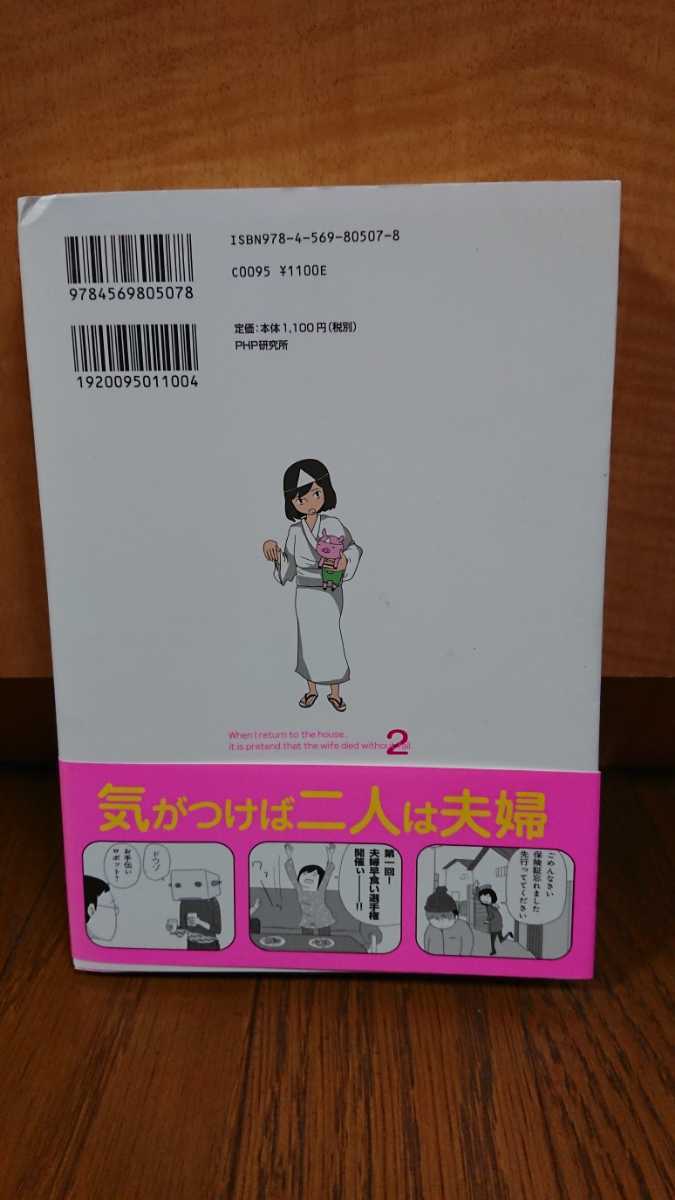 ISBN978-4-569-80507-8
9784569805078
C0095 ¥1100E
定価:本体1,100円(税別)
PHP研究所
1920095011004
When I return to the house,
it is pretend that the wife died without fail
2
気がつけば二人は夫婦
ごめんなさい
保険証忘れました
先行っててください
第一回!
夫婦早食い選手権
開催ぃーー!!
ドウゾ
お手伝い
ロボット?